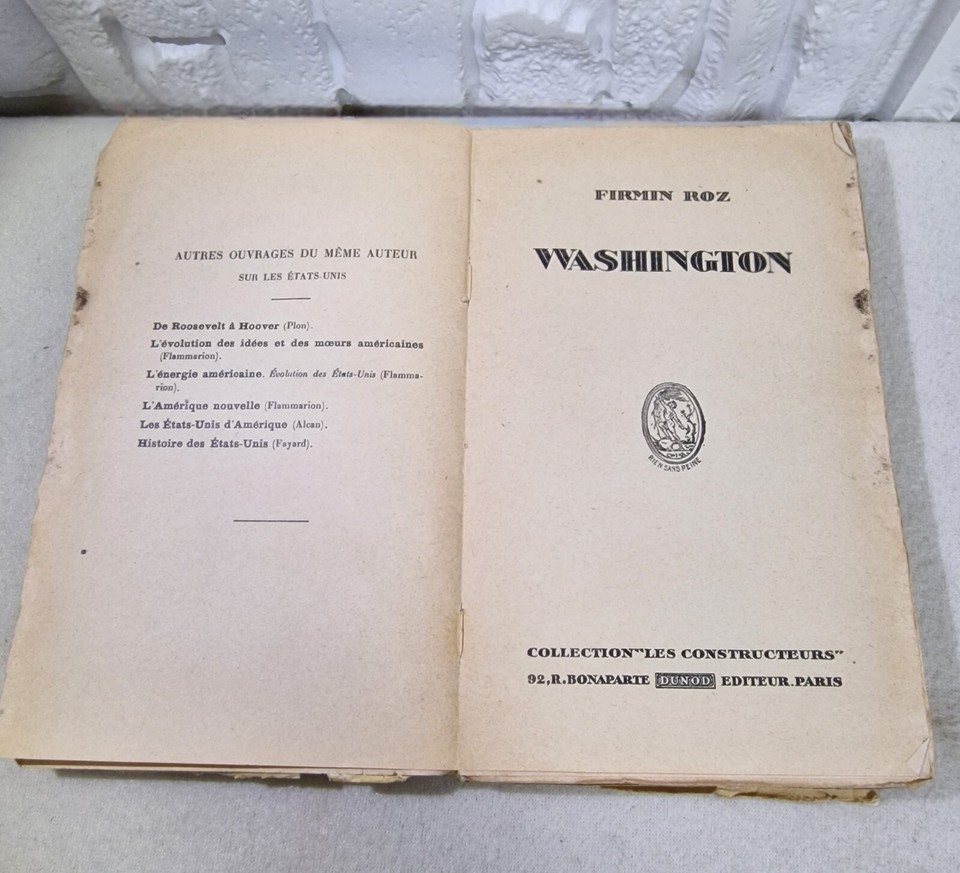 AUTRES OUVRAGES DU MÊME AUTEUR
SUR LES ÉTATS-UNIS
De Roosevelt à Hoover (Plon).
L'évolution des idées et des mœurs américaines
(Flammarion).
L'énergie américaine. Évolution des États-Unis (Flamma-
rion).
L'Amérique nouvelle (Flammarion).
Les États-Unis d'Amérique (Alcan).
Histoire des États-Unis (Fayard).
FIRMIN ROZ
WASHINGTON
RIEN SANS PEINE
COLLECTION "LES CONSTRUCTEURS"
92, R. BONAPARTE DUNOD EDITEUR. PARIS